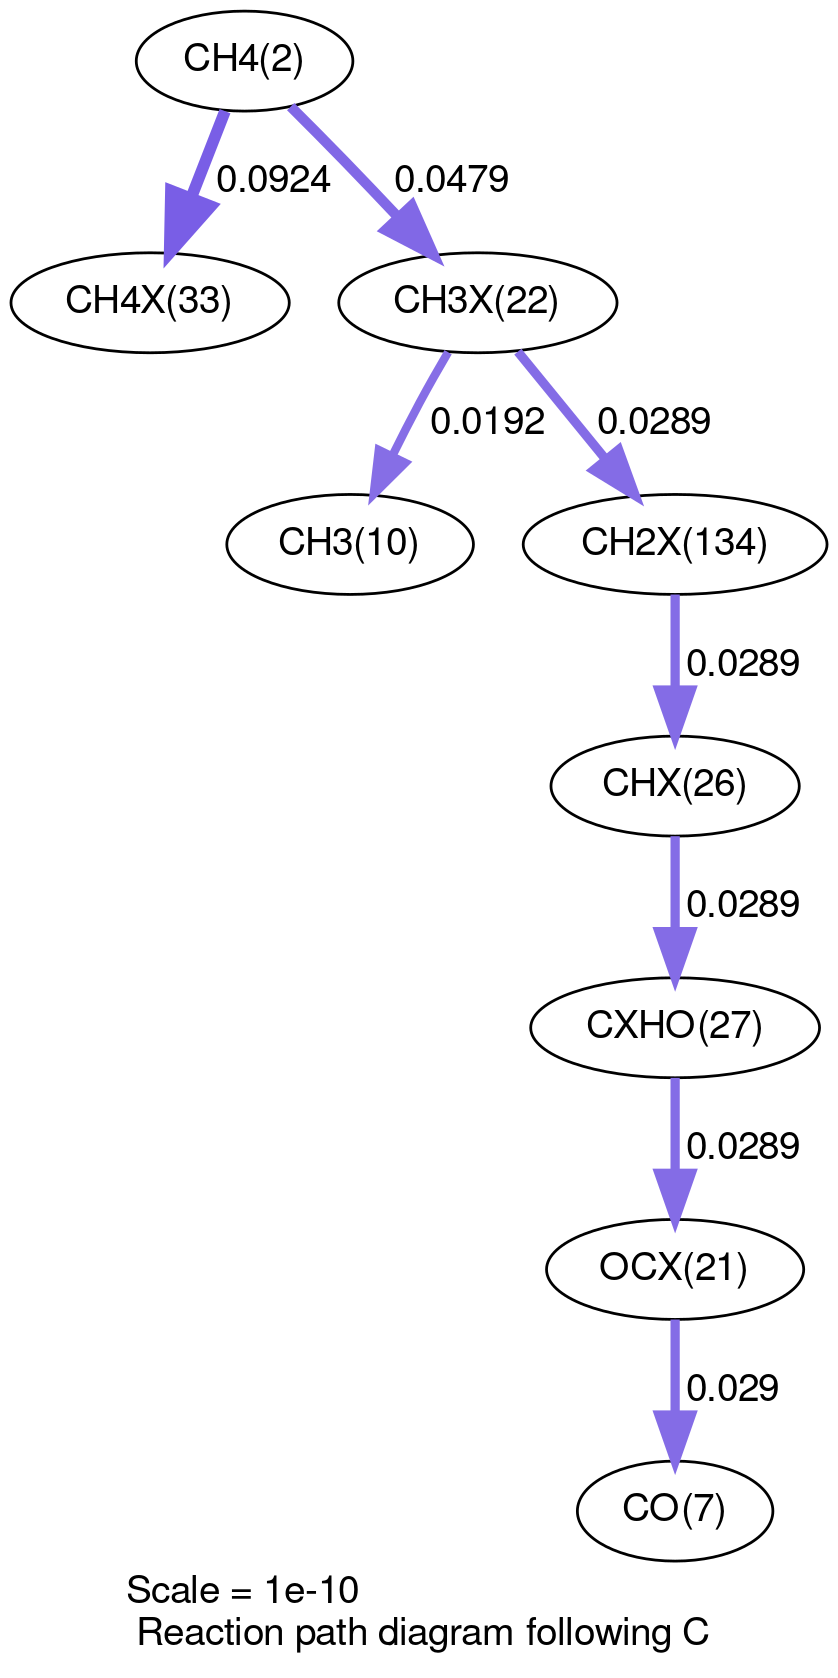 CH4(2)
0.0924
0.0479
CH4X(33)
CH3X(22)
0.0192
0.0289
CH3(10)
CH2X(134)
0.0289
CHX(26)
0.0289
CXHO(27)
0.0289
OCX(21)
0.029
CO(7)
Scale = 1e-10
Reaction path diagram following C